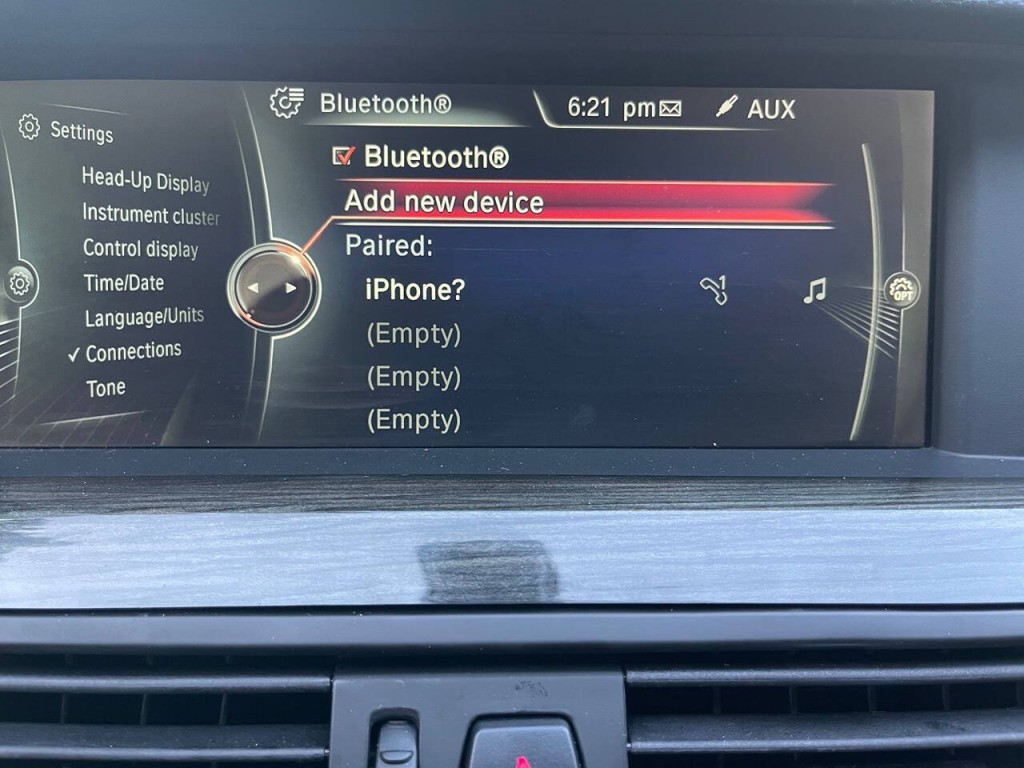 Settings
Head-Up Display
Instrument cluster
Control display
Time/Date
Language/Units
✓ Connections
Tone
Bluetooth®
6:21 pm
AUX
Bluetooth®
Add new device
Paired:
iPhone?
1
(Empty)
(Empty)
(Empty)
OPT